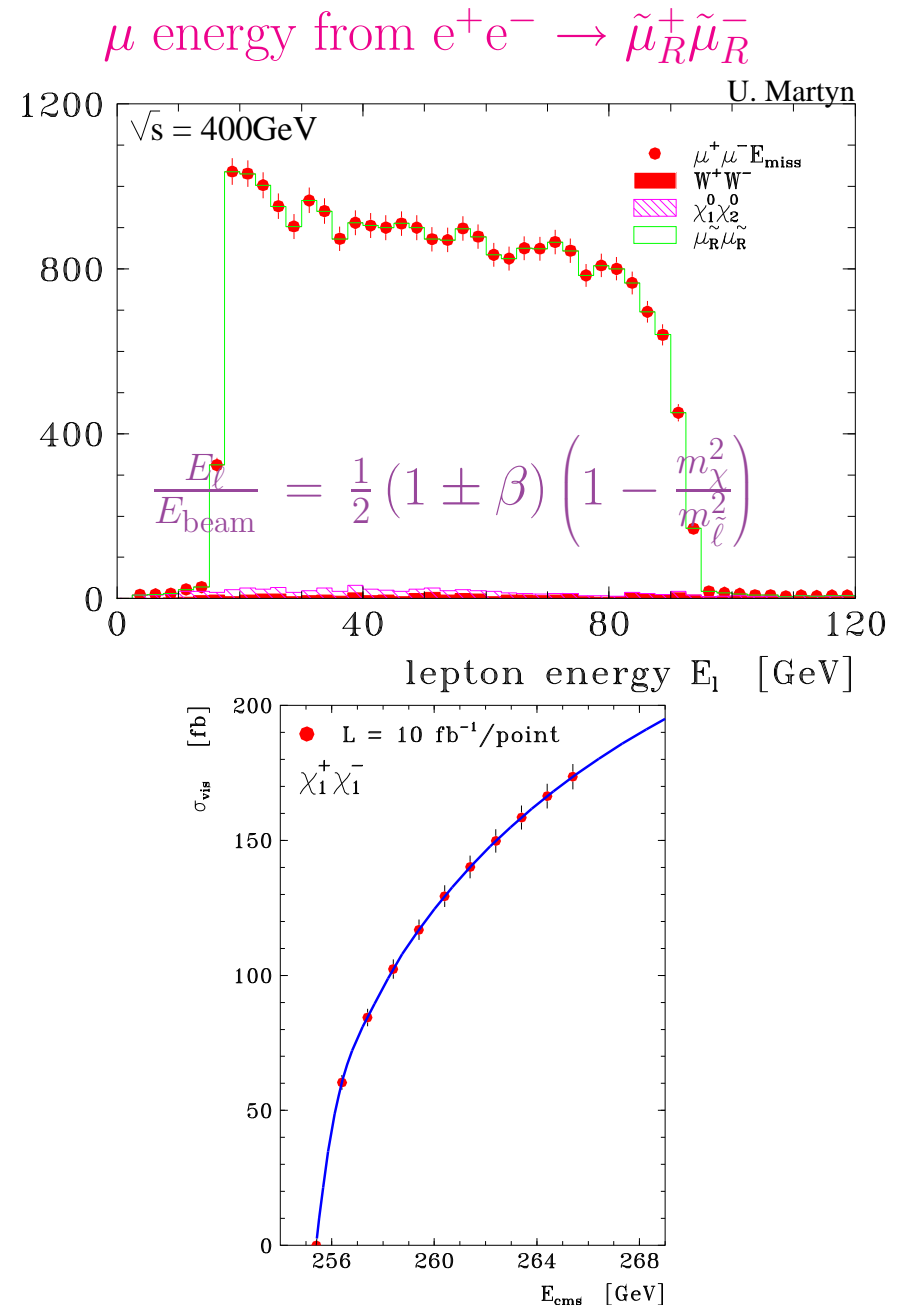 μ energy from e⁺e⁻ → μ̃⁺_R μ̃⁻_R
U. Martyn
√s = 400GeV
μ⁺μ⁻E_miss
W⁺W⁻
χ⁰₁χ⁰₂
μ̃_Rμ̃_R
1200
800
400
0
E_ℓ / E_beam = 1/2 (1 ± β) (1 − m²_χ / m²_ℓ̃)
0 40 80 120
lepton energy E_l [GeV]
σ_vis [fb]
L = 10 fb⁻¹/point
χ⁺₁χ⁻₁
200
150
100
50
0
256 260 264 268
E_cms [GeV]